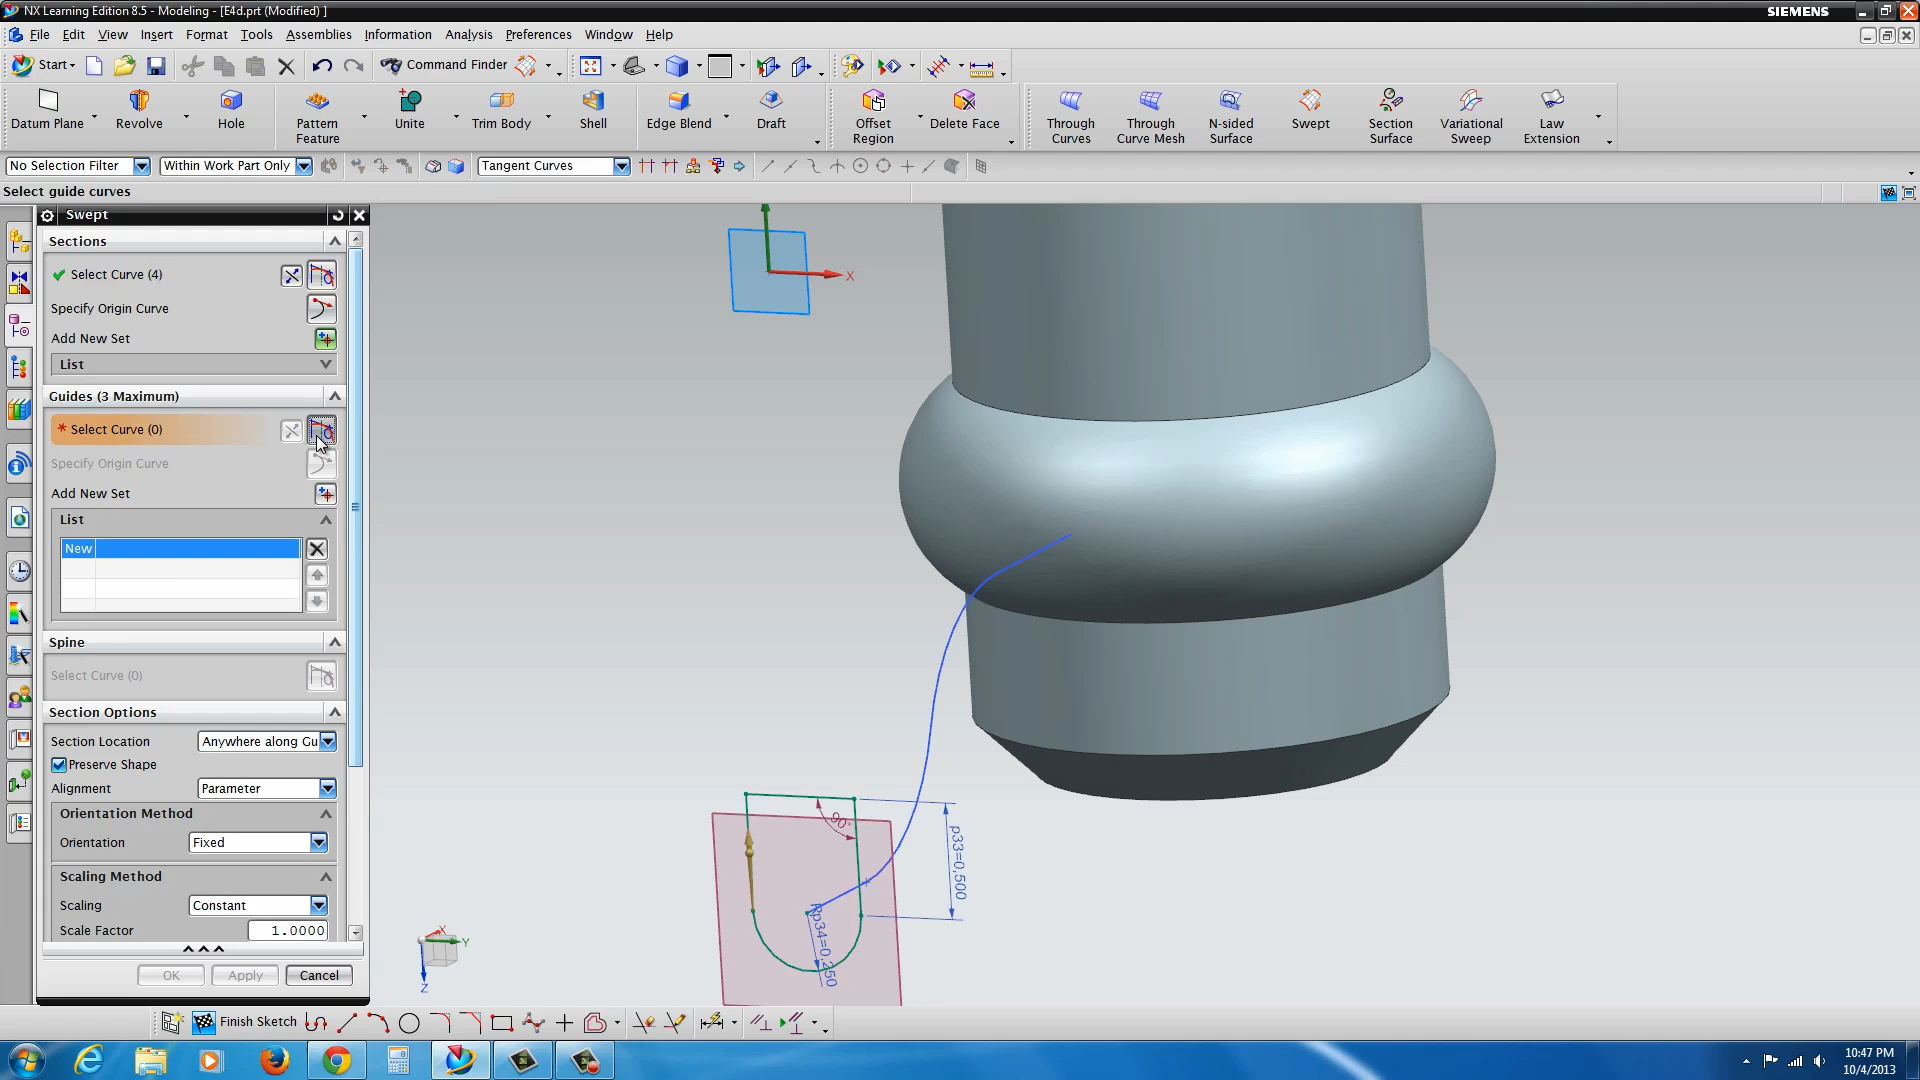 NX Learning Edition 8.5 - Modeling - [E4d.prt (Modified) ]
SIEMENS
File Edit View Insert Format Tools Assemblies Information Analysis Preferences Window Help
Start Command Finder
Datum Plane Revolve Hole Pattern Feature Unite Trim Body Shell Edge Blend Draft Offset Region Delete Face Through Curves Through Curve Mesh N-sided Surface Swept Section Surface Variational Sweep Law Extension
No Selection Filter Within Work Part Only Tangent Curves
Select guide curves
Swept
Sections
Select Curve (4)
Specify Origin Curve
Add New Set
List
Guides (3 Maximum)
* Select Curve (0)
Specify Origin Curve
Add New Set
List
New
Spine
Select Curve (0)
Section Options
Section Location Anywhere along Gu
Preserve Shape
Alignment Parameter
Orientation Method
Orientation Fixed
Scaling Method
Scaling Constant
Scale Factor 1.0000
OK Apply Cancel
X
90°
p33=0,500
Rp34=0,250
X
Y
Z
Finish Sketch
10:47 PM
10/4/2013